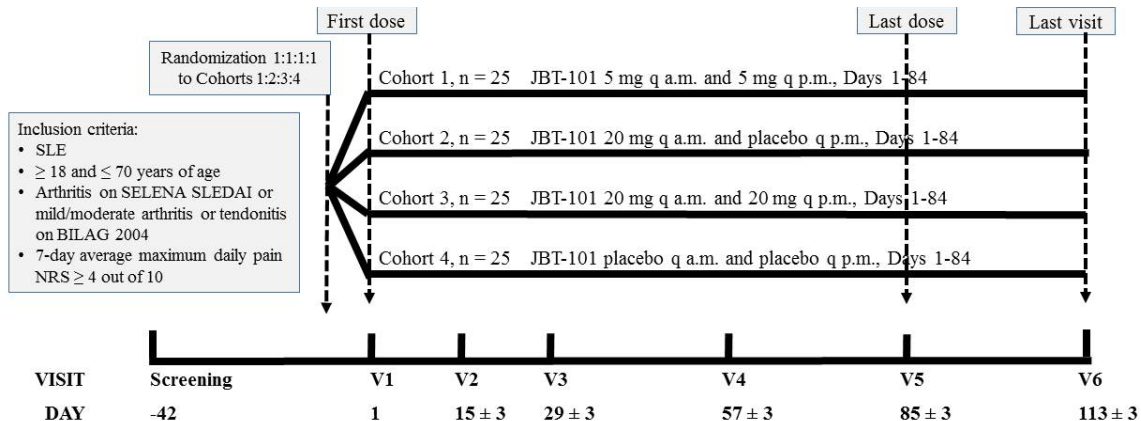 First dose
Last dose
Last visit
Randomization 1:1:1:1
to Cohorts 1:2:3:4
Cohort 1, n = 25 JBT-101 5 mg q a.m. and 5 mg q p.m., Days 1-84
Inclusion criteria:
• SLE
• ≥ 18 and ≤ 70 years of age
• Arthritis on SELENA SLEDAI or
mild/moderate arthritis or tendonitis
on BILAG 2004
• 7-day average maximum daily pain
NRS ≥ 4 out of 10
Cohort 2, n = 25 JBT-101 20 mg q a.m. and placebo q p.m., Days 1-84
Cohort 3, n = 25 JBT-101 20 mg q a.m. and 20 mg q p.m., Days 1-84
Cohort 4, n = 25 JBT-101 placebo q a.m. and placebo q p.m., Days 1-84
VISIT Screening V1 V2 V3 V4 V5 V6
DAY -42 1 15 ± 3 29 ± 3 57 ± 3 85 ± 3 113 ± 3